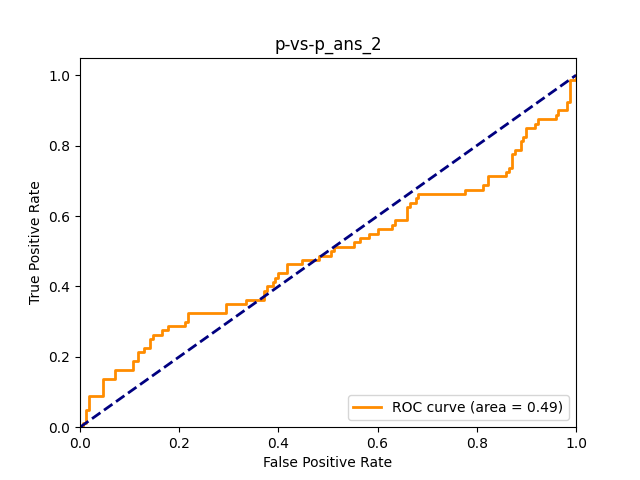 p-vs-p_ans_2
True Positive Rate
1.0
0.8
0.6
0.4
0.2
0.0
0.0 0.2 0.4 0.6 0.8 1.0
False Positive Rate
ROC curve (area = 0.49)